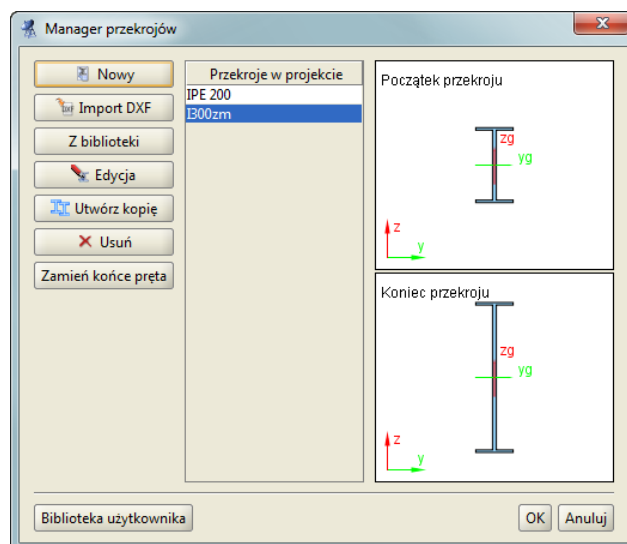 Manager przekrojów
Nowy
Import DXF
Z biblioteki
Edycja
Utwórz kopię
Usuń
Zamień końce pręta
Przekroje w projekcie
IPE 200
I300zm
Początek przekroju
zg
yg
z
y
Koniec przekroju
zg
yg
z
y
Biblioteka użytkownika
OK
Anuluj